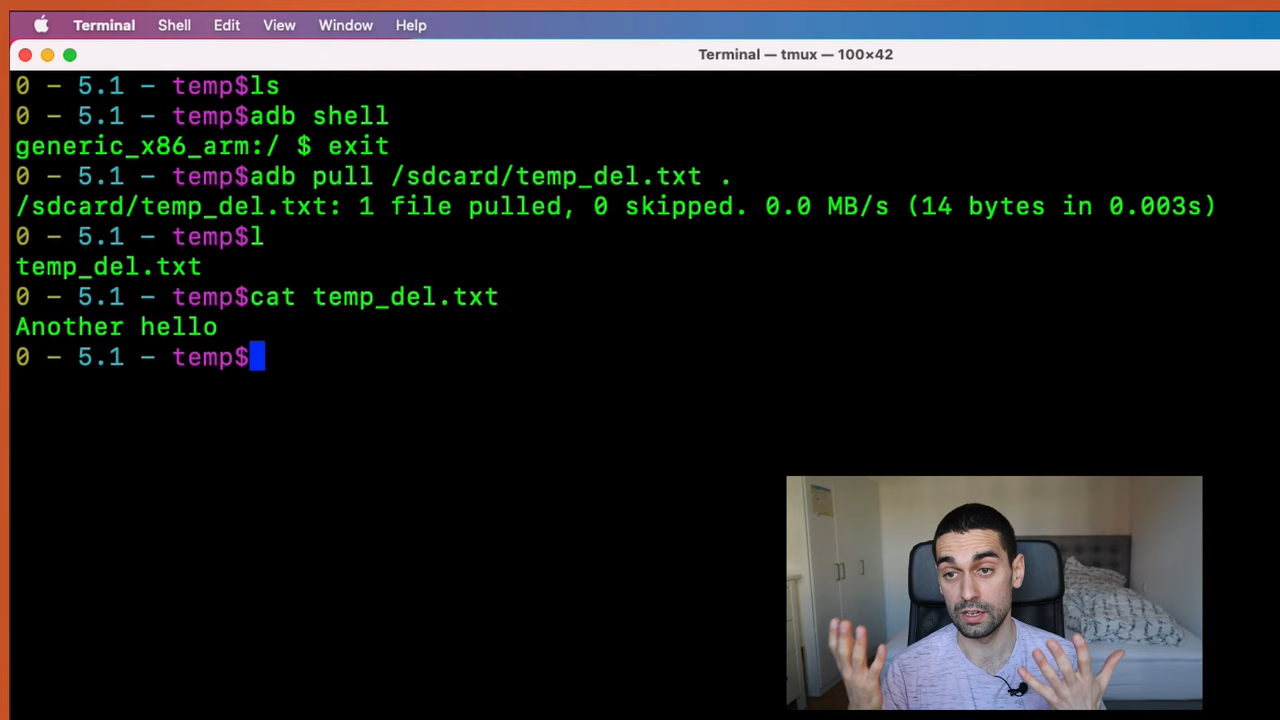 Terminal Shell Edit View Window Help
Terminal — tmux — 100×42
0 – 5.1 – temp$ls
0 – 5.1 – temp$adb shell
generic_x86_arm:/ $ exit
0 – 5.1 – temp$adb pull /sdcard/temp_del.txt .
/sdcard/temp_del.txt: 1 file pulled, 0 skipped. 0.0 MB/s (14 bytes in 0.003s)
0 – 5.1 – temp$l
temp_del.txt
0 – 5.1 – temp$cat temp_del.txt
Another hello
0 – 5.1 – temp$